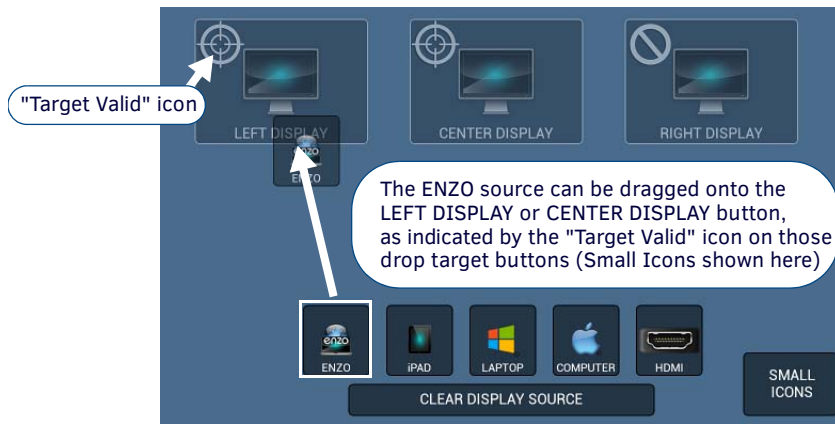 "Target Valid" icon
LEFT DISPLAY
CENTER DISPLAY
RIGHT DISPLAY
enzo
ENZO
The ENZO source can be dragged onto the
LEFT DISPLAY or CENTER DISPLAY button,
as indicated by the "Target Valid" icon on those
drop target buttons (Small Icons shown here)
enzo
ENZO
iPAD
LAPTOP
COMPUTER
HDMI
CLEAR DISPLAY SOURCE
SMALL
ICONS